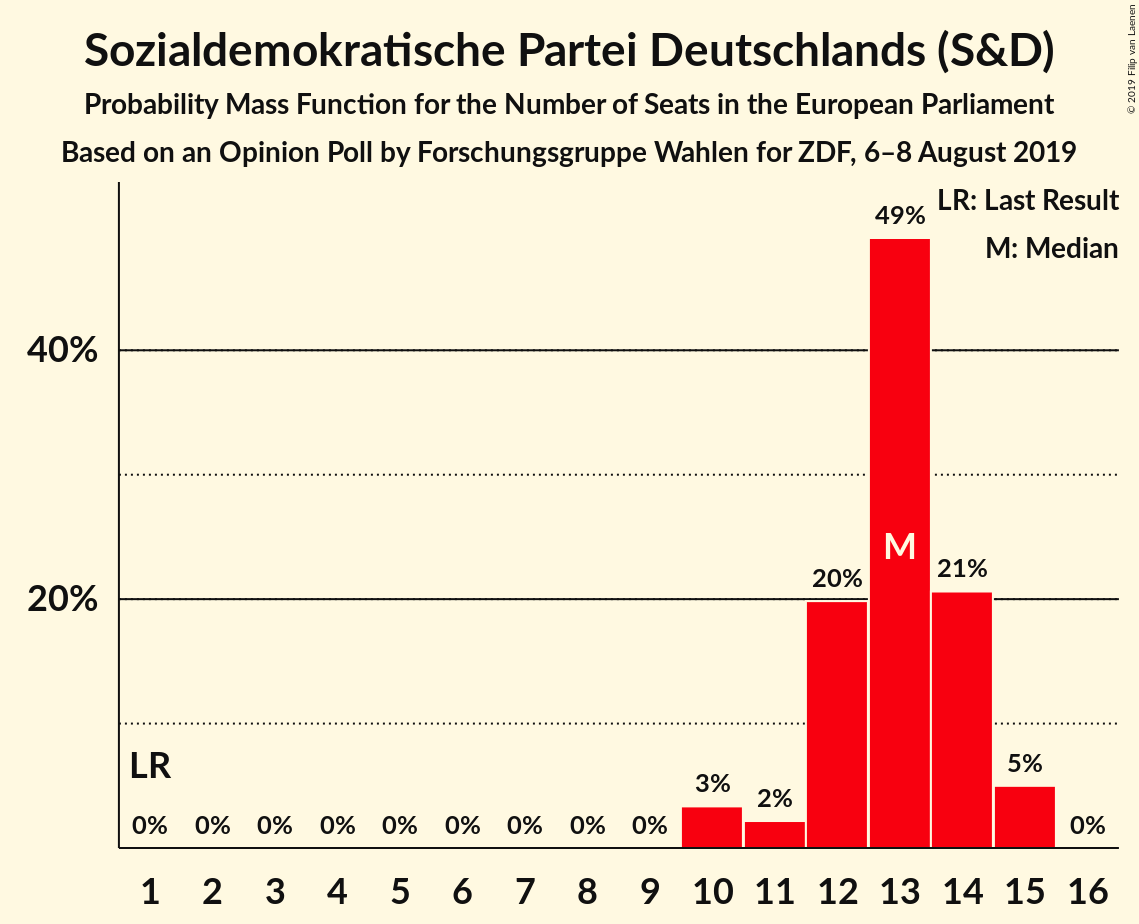 Sozialdemokratische Partei Deutschlands (S&D)
Probability Mass Function for the Number of Seats in the European Parliament
Based on an Opinion Poll by Forschungsgruppe Wahlen for ZDF, 6–8 August 2019
© 2019 Filip van Laenen
LR: Last Result
M: Median
49%
40%
M
20% 21%
20%
LR
3% 2% 5%
0% 0% 0% 0% 0% 0% 0% 0% 0% 0%
1 2 3 4 5 6 7 8 9 10 11 12 13 14 15 16